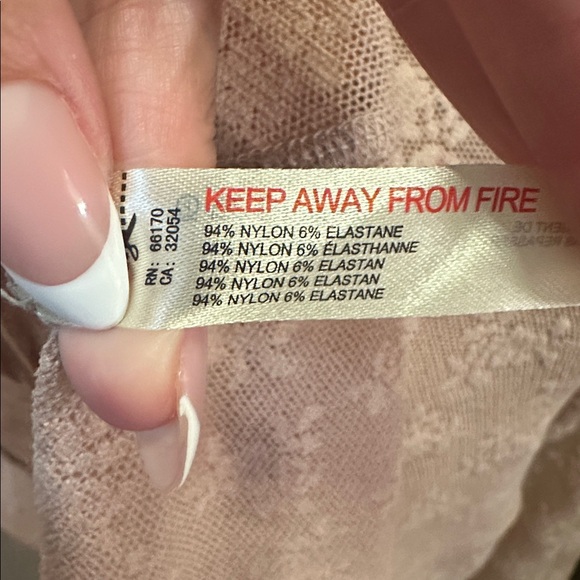 RN: 66170
CA: 32054
KEEP AWAY FROM FIRE
94% NYLON 6% ELASTANE
94% NYLON 6% ÉLASTHANNE
94% NYLON 6% ELASTAN
94% NYLON 6% ELASTAN
94% NYLON 6% ELASTANE